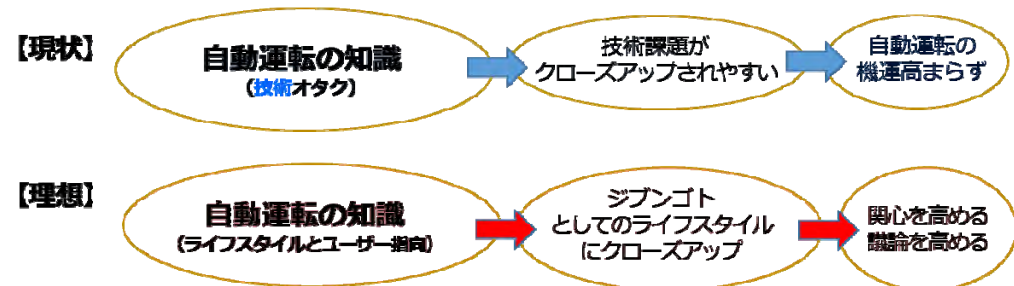 【現状】
自動運転の知識
(技術オタク)
技術課題が
クローズアップされやすい
自動運転の
機運高まらず
【理想】
自動運転の知識
(ライフスタイルとユーザー指向)
ジブンゴト
としてのライフスタイル
にクローズアップ
関心を高める
議論を高める